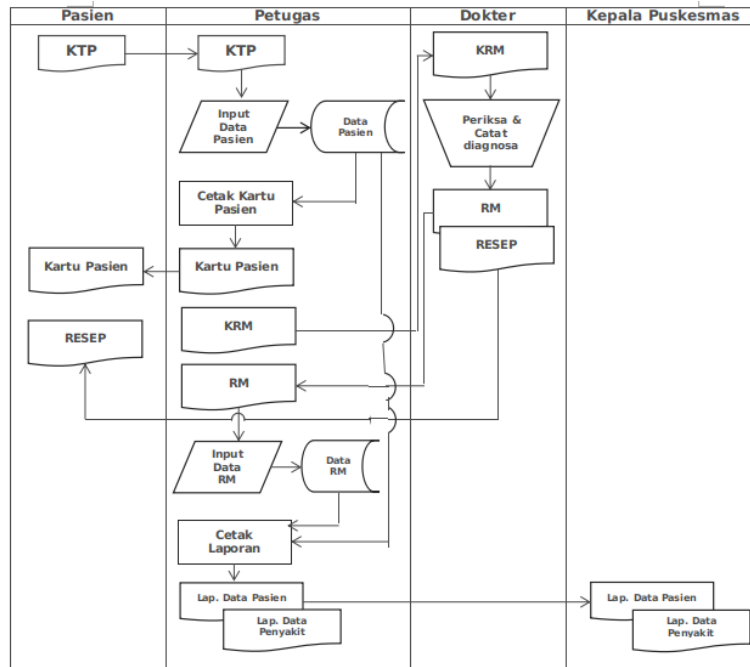 Pasien
Petugas
Dokter
Kepala Puskesmas
KTP
KTP
KRM
Input
Data
Pasien
Data
Pasien
Periksa &
Catat
diagnosa
Cetak Kartu
Pasien
RM
RESEP
Kartu Pasien
Kartu Pasien
KRM
RESEP
RM
Input
Data
RM
Data
RM
Cetak
Laporan
Lap. Data Pasien
Lap. Data
Penyakit
Lap. Data Pasien
Lap. Data
Penyakit